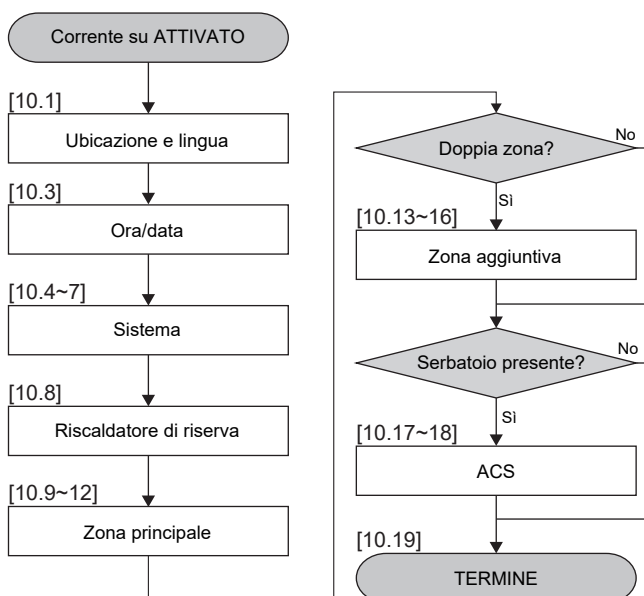 Corrente su ATTIVATO
[10.1]
Ubicazione e lingua
[10.3]
Ora/data
[10.4~7]
Sistema
[10.8]
Riscaldatore di riserva
[10.9~12]
Zona principale
Doppia zona?
No
Sì
[10.13~16]
Zona aggiuntiva
Serbatoio presente?
No
Sì
[10.17~18]
ACS
[10.19]
TERMINE